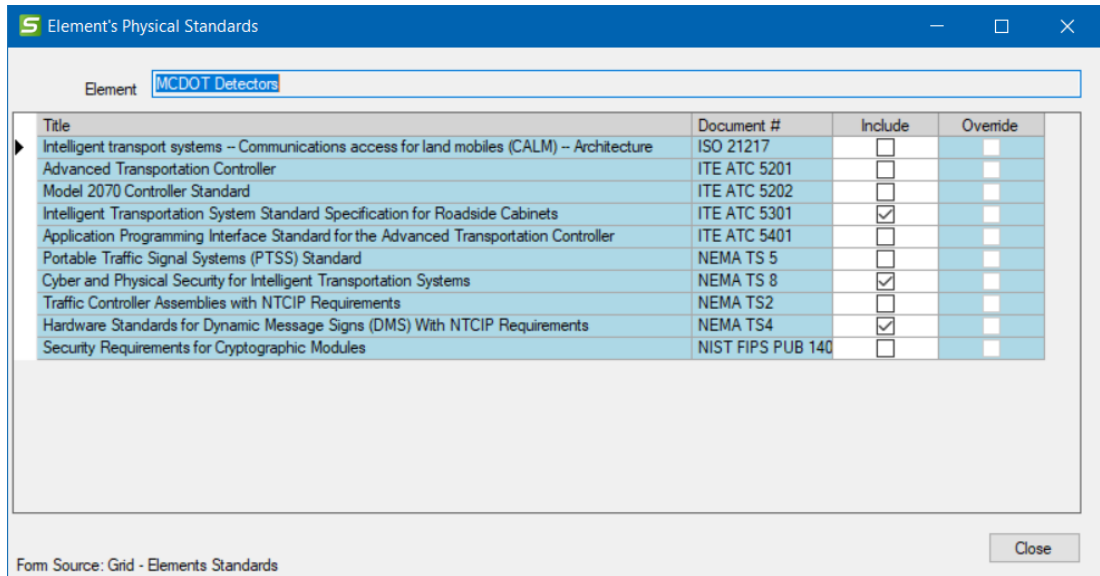 Element's Physical Standards
Element MCDOT Detectors
Title Document # Include Override
Intelligent transport systems -- Communications access for land mobiles (CALM) -- Architecture ISO 21217
Advanced Transportation Controller ITE ATC 5201
Model 2070 Controller Standard ITE ATC 5202
Intelligent Transportation System Standard Specification for Roadside Cabinets ITE ATC 5301
Application Programming Interface Standard for the Advanced Transportation Controller ITE ATC 5401
Portable Traffic Signal Systems (PTSS) Standard NEMA TS 5
Cyber and Physical Security for Intelligent Transportation Systems NEMA TS 8
Traffic Controller Assemblies with NTCIP Requirements NEMA TS2
Hardware Standards for Dynamic Message Signs (DMS) With NTCIP Requirements NEMA TS4
Security Requirements for Cryptographic Modules NIST FIPS PUB 140
Close
Form Source: Grid - Elements Standards